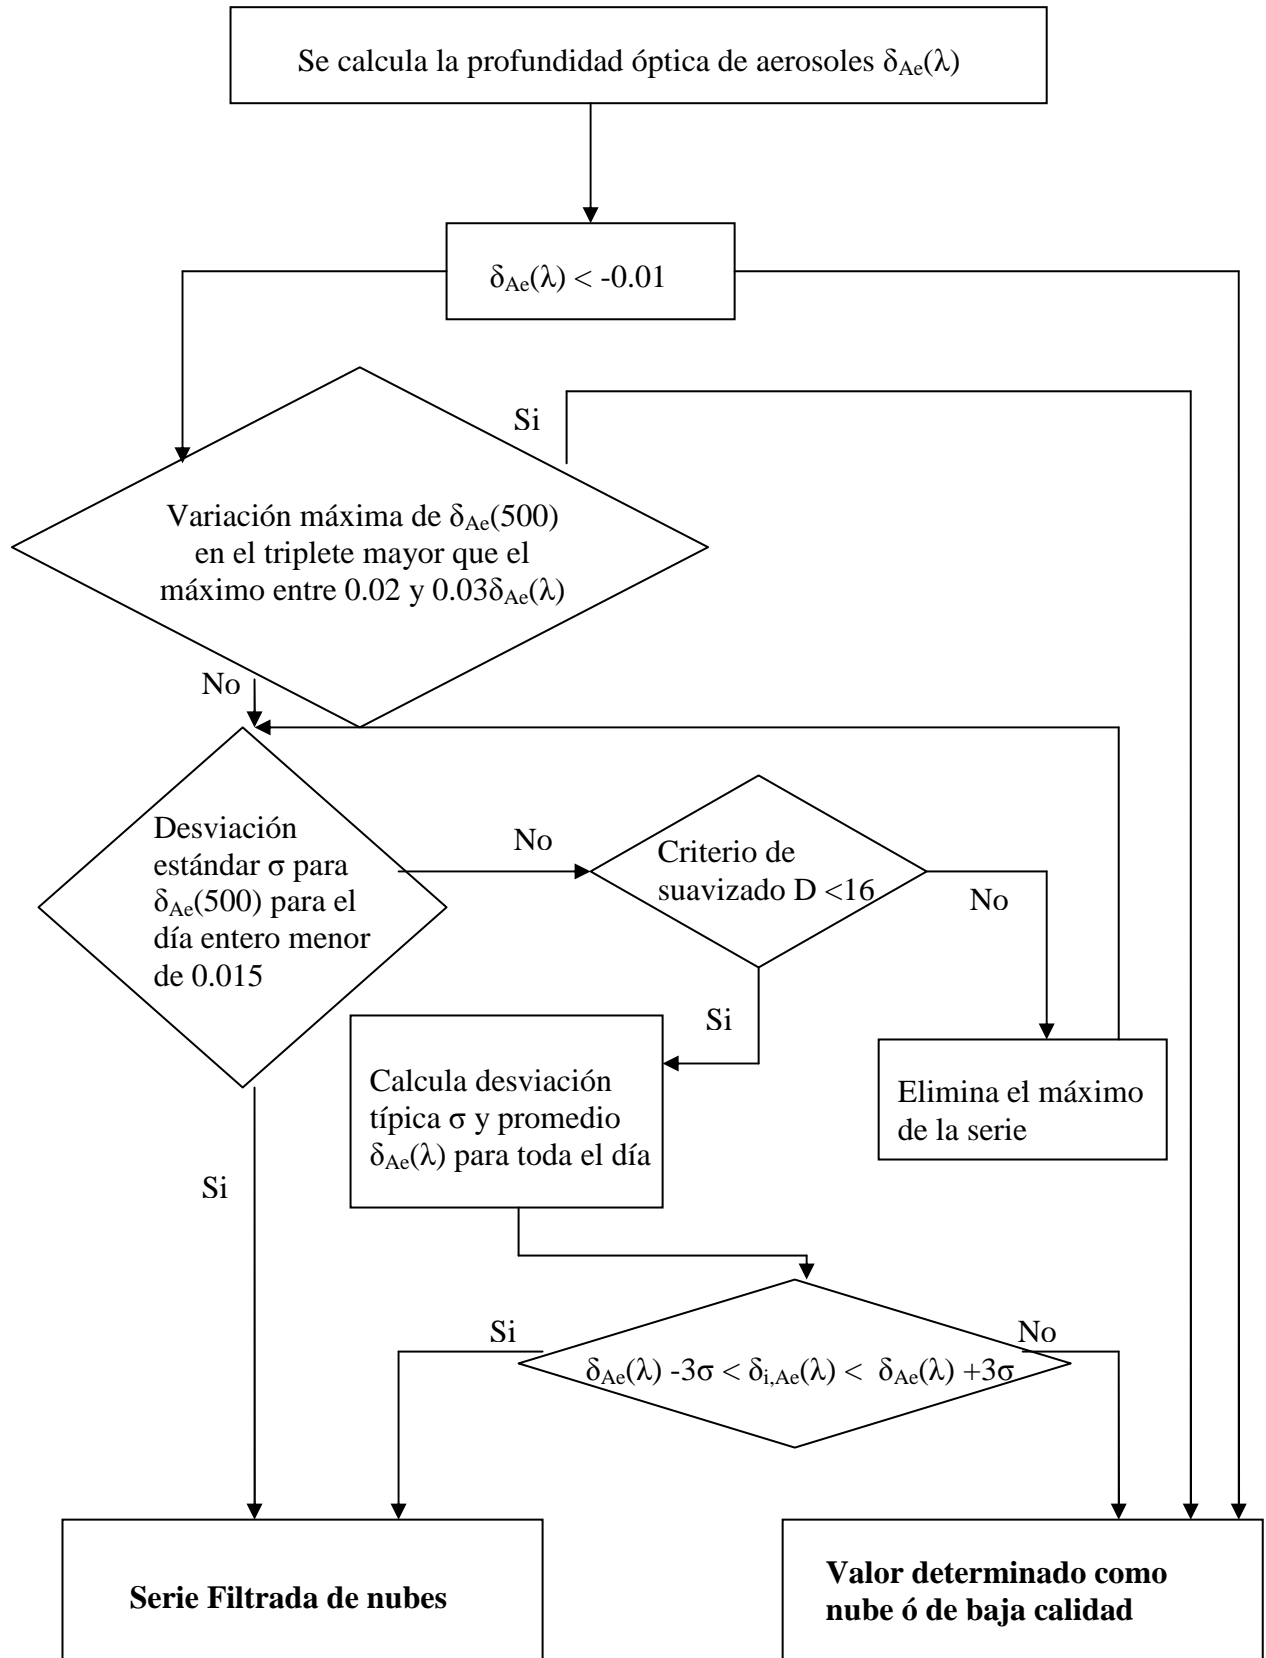 Se calcula la profundidad óptica de aerosoles δAe(λ)
δAe(λ) < -0.01
Si
Variación máxima de δAe(500)
en el triplete mayor que el
máximo entre 0.02 y 0.03δAe(λ)
No
Desviación
estándar σ para
δAe(500) para el
día entero menor
de 0.015
No
Criterio de
suavizado D <16
No
Si
Calcula desviación
típica σ y promedio
δAe(λ) para toda el día
Elimina el máximo
de la serie
Si
Si
No
δAe(λ) -3σ < δi,Ae(λ) < δAe(λ) +3σ
Serie Filtrada de nubes
Valor determinado como
nube ó de baja calidad